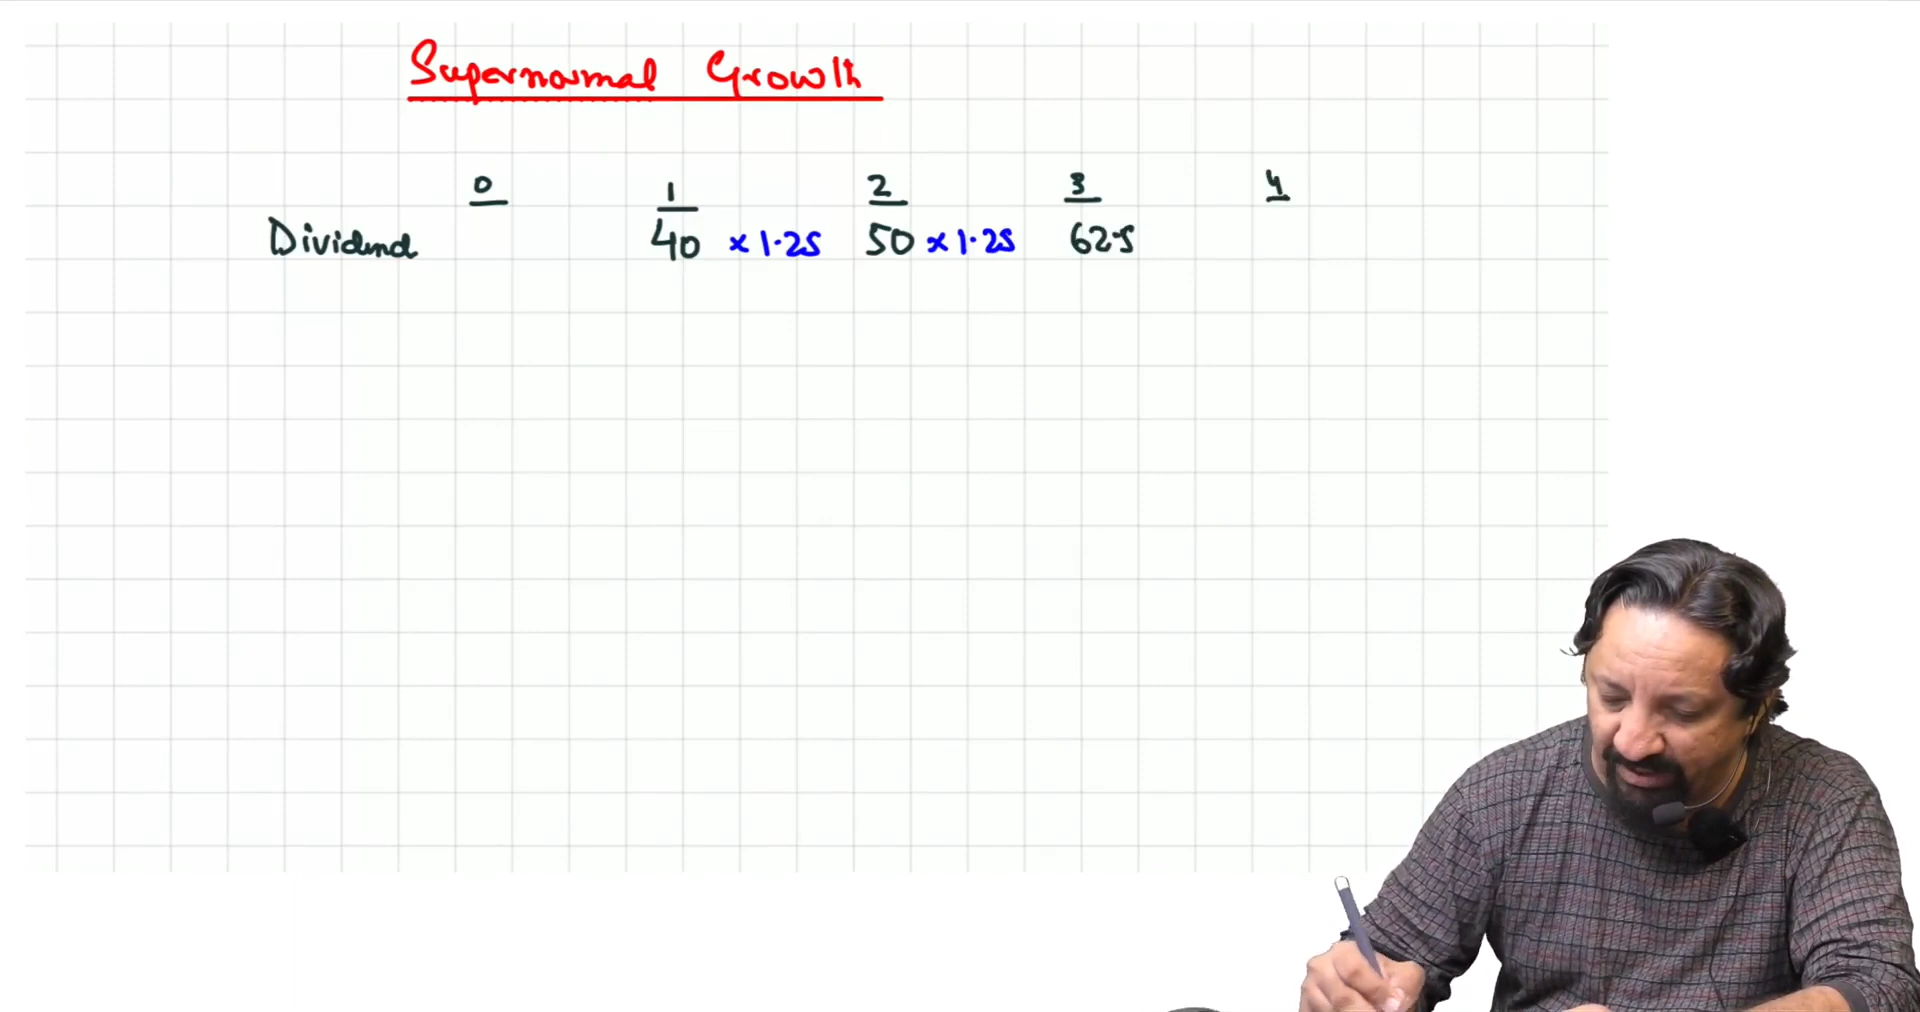 Supernormal Growth
0 1 2 3 4
Dividend 40 × 1.25 50 × 1.25 62.5